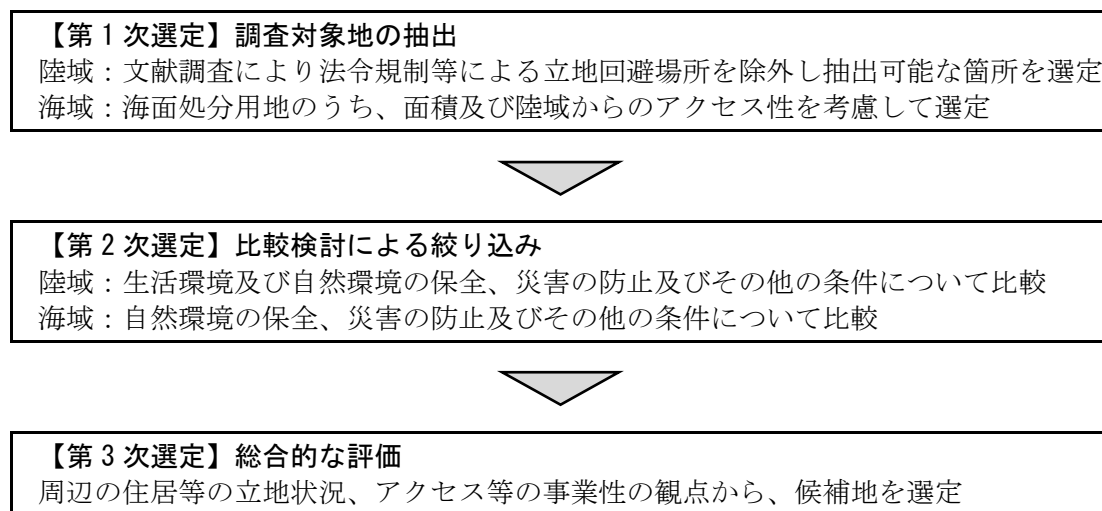 【第1次選定】調査対象地の抽出
陸域：文献調査により法令規制等による立地回避場所を除外し抽出可能な箇所を選定
海域：海面処分用地のうち、面積及び陸域からのアクセス性を考慮して選定
【第2次選定】比較検討による絞り込み
陸域：生活環境及び自然環境の保全、災害の防止及びその他の条件について比較
海域：自然環境の保全、災害の防止及びその他の条件について比較
【第3次選定】総合的な評価
周辺の住居等の立地状況、アクセス等の事業性の観点から、候補地を選定